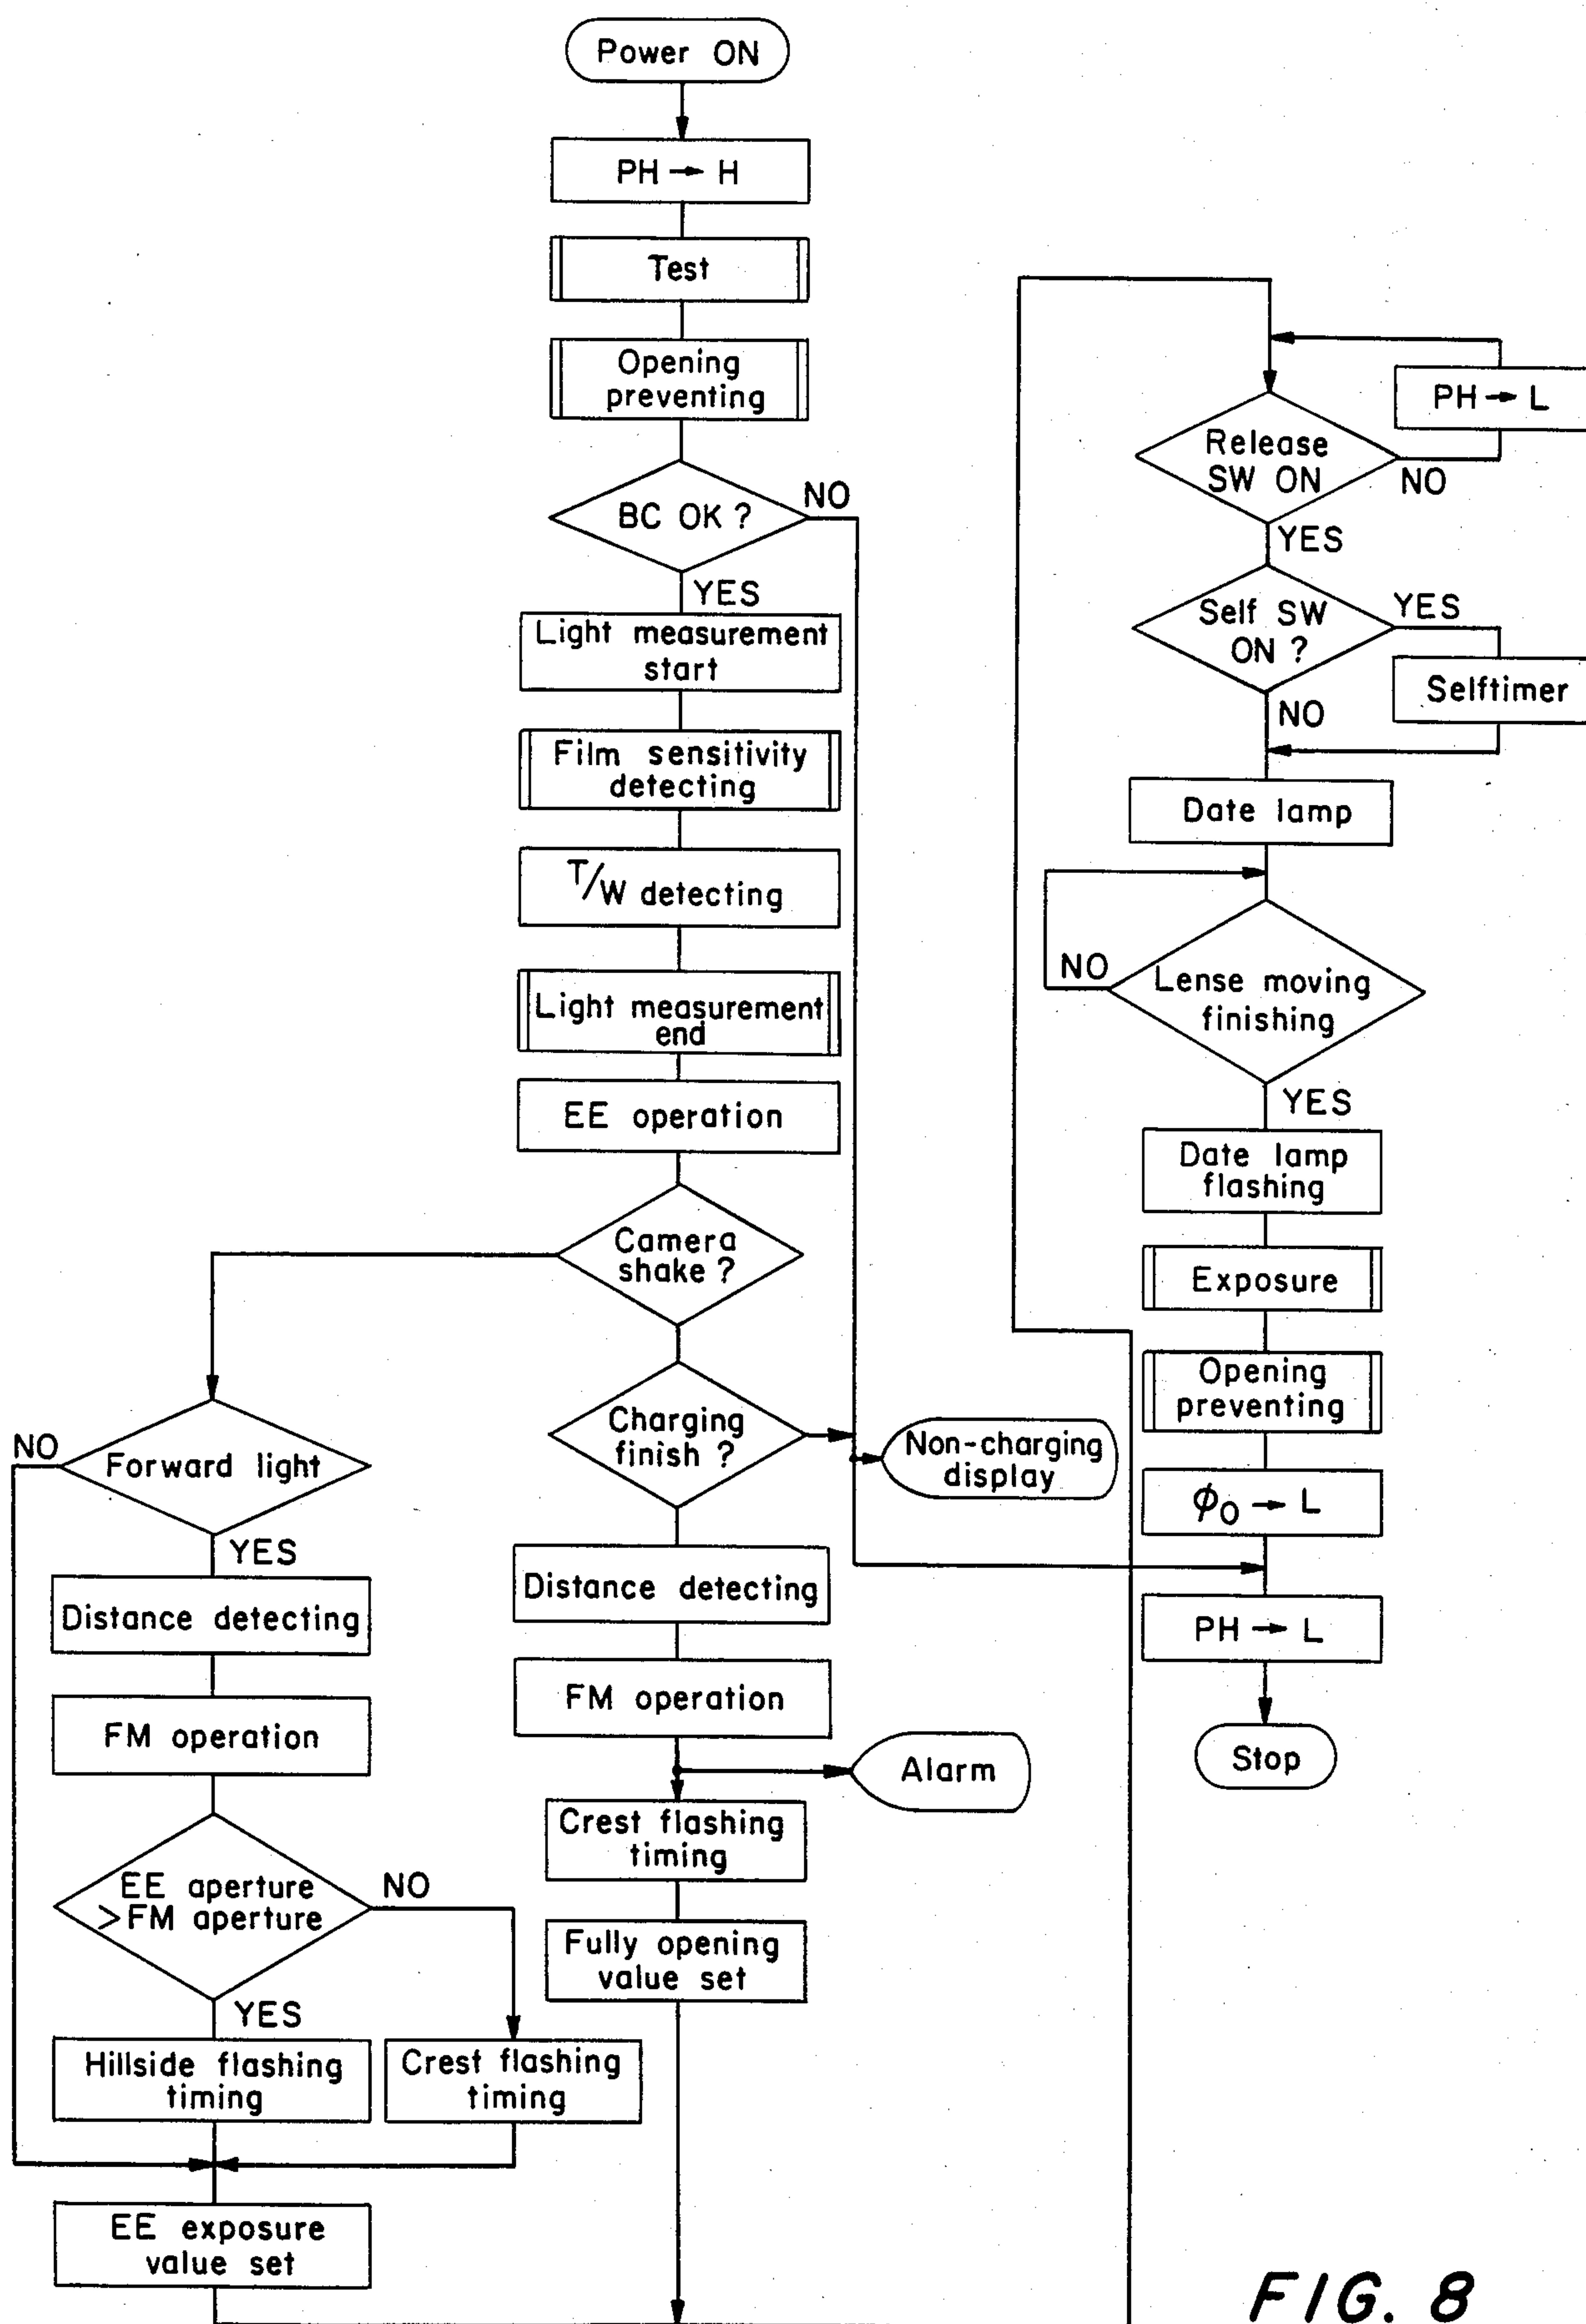 Power ON
PH → H
Test
Opening
preventing
BC OK ?
NO
YES
Light measurement
start
Film sensitivity
detecting
T/W detecting
Light measurement
end
EE operation
Camera
shake ?
Charging
finish ?
Non-charging
display
Distance detecting
FM operation
Alarm
Crest flashing
timing
Fully opening
value set
Forward light
NO
YES
Distance detecting
FM operation
EE aperture
>FM aperture
NO
YES
Hillside flashing
timing
Crest flashing
timing
EE exposure
value set
Release
SW ON
NO
PH → L
YES
Self SW
ON ?
YES
Selftimer
NO
Date lamp
Lense moving
finishing
NO
YES
Date lamp
flashing
Exposure
Opening
preventing
ϕ0 → L
PH → L
Stop
FIG. 8